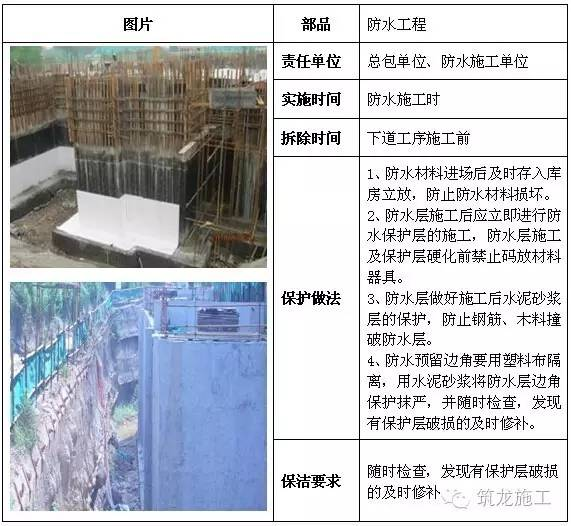 图片
部品
防水工程
责任单位
总包单位、防水施工单位
实施时间
防水施工时
拆除时间
下道工序施工前
保护做法
1、防水材料进场后及时存入库
房立放，防止防水材料损坏。
2、防水层施工后应立即进行防
水保护层的施工，防水层施工
及保护层硬化前禁止码放材料
器具。
3、防水层做好施工后水泥砂浆
层的保护，防止钢筋、木料撞
破防水层。
4、防水预留边角要用塑料布隔
离，用水泥砂浆将防水层边角
保护抹严，并随时检查，发现
有保护层破损的及时修补。
保洁要求
随时检查，发现有保护层破损
的及时修补
筑龙施工